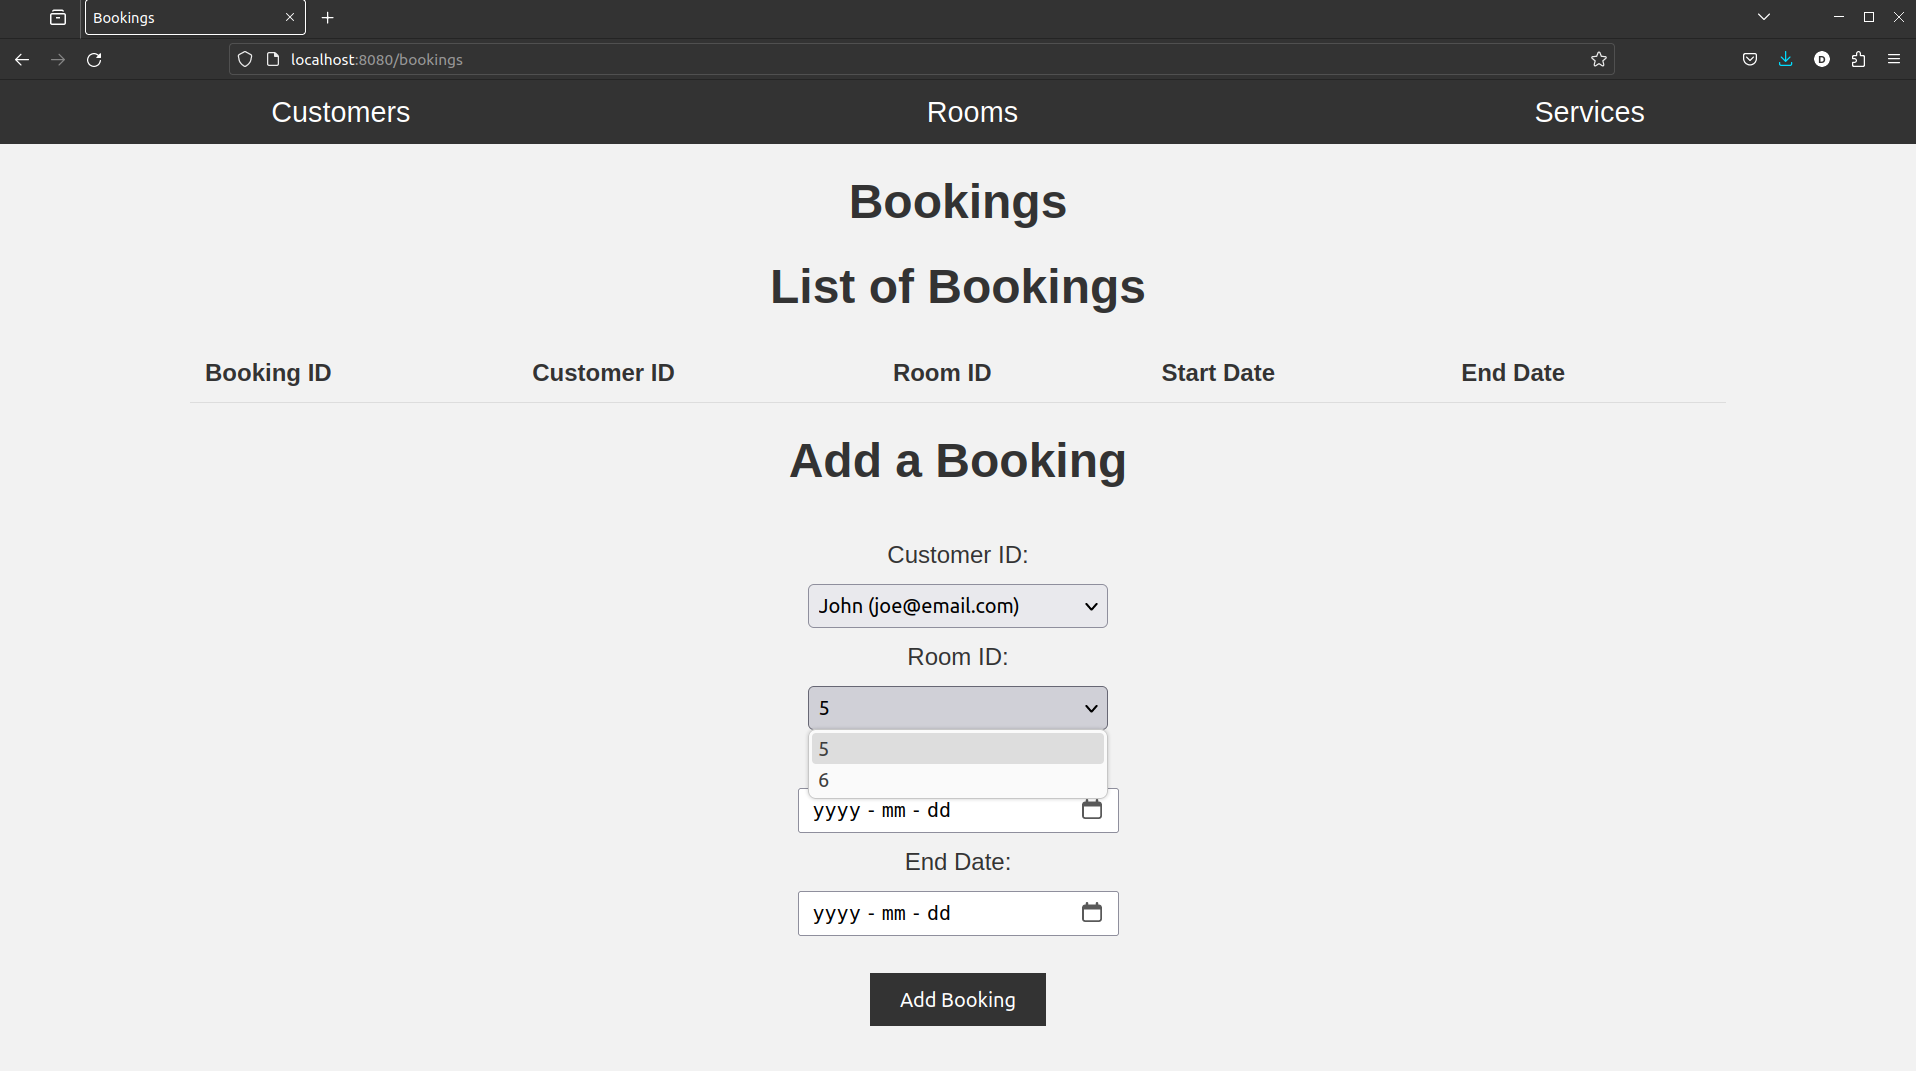 Bookings
localhost:8080/bookings
D
Customers Rooms Services
Bookings
List of Bookings
Booking ID Customer ID Room ID Start Date End Date
Add a Booking
Customer ID:
John (joe@email.com)
Room ID:
5
5
6
yyyy - mm - dd
End Date:
yyyy - mm - dd
Add Booking